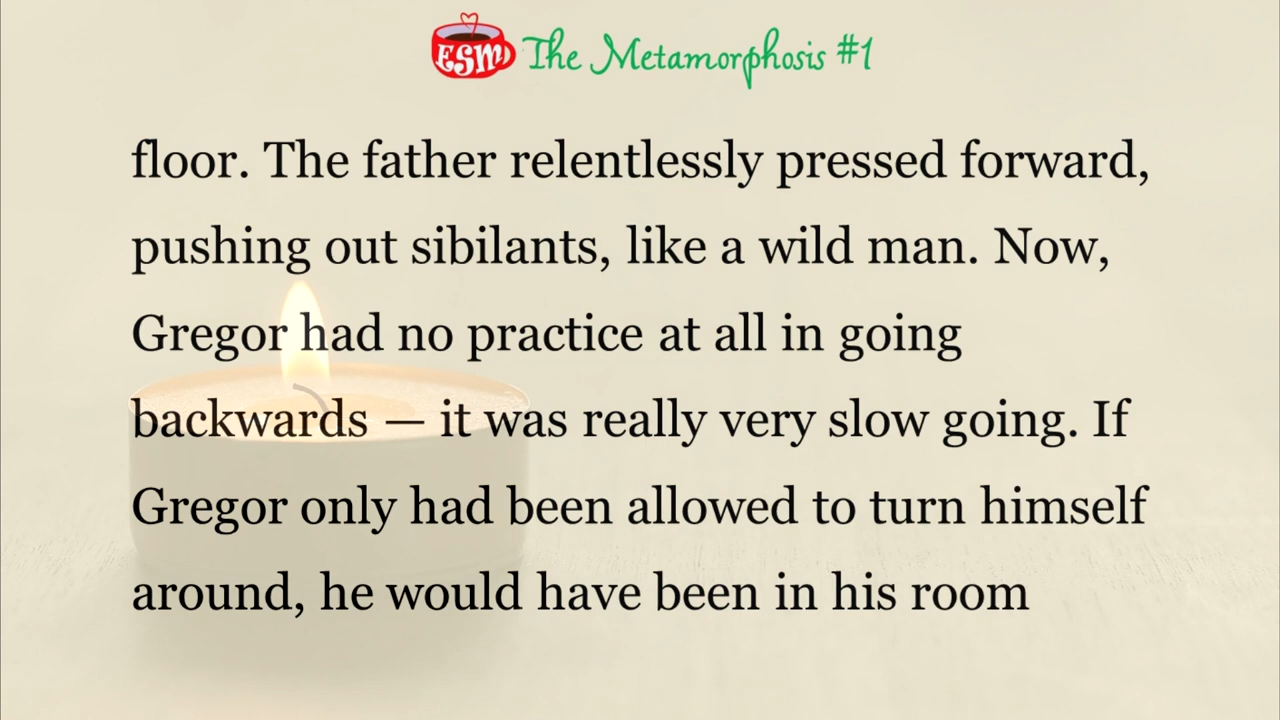 ESM The Metamorphosis #1
floor. The father relentlessly pressed forward,
pushing out sibilants, like a wild man. Now,
Gregor had no practice at all in going
backwards — it was really very slow going. If
Gregor only had been allowed to turn himself
around, he would have been in his room